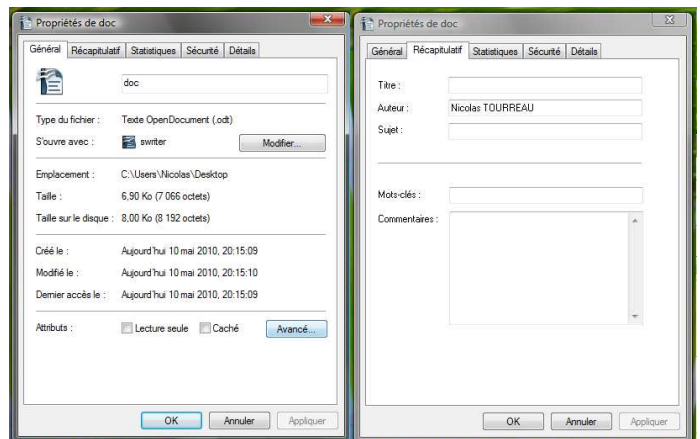 Propriétés de doc
Général Récapitulatif Statistiques Sécurité Détails
doc
Type du fichier : Texte OpenDocument (.odt)
S'ouvre avec : swriter Modifier...
Emplacement : C:\Users\Nicolas\Desktop
Taille : 6,90 Ko (7 066 octets)
Taille sur le disque : 8,00 Ko (8 192 octets)
Créé le : Aujourd'hui 10 mai 2010, 20:15:09
Modifié le : Aujourd'hui 10 mai 2010, 20:15:10
Dernier accès le : Aujourd'hui 10 mai 2010, 20:15:09
Attributs : Lecture seule Caché Avancé...
OK Annuler Appliquer
Propriétés de doc
Général Récapitulatif Statistiques Sécurité Détails
Titre :
Auteur : Nicolas TOURREAU
Sujet :
Mots-clés :
Commentaires :
OK Annuler Appliquer